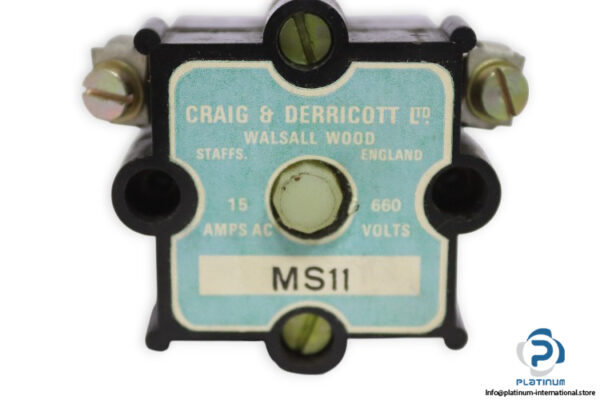 CRAIG & DERRICOTT LTD.
WALSALL WOOD
STAFFS. ENGLAND
15 660
AMPS AC VOLTS
MS11
PLATINUM
Info@platinum-international.store